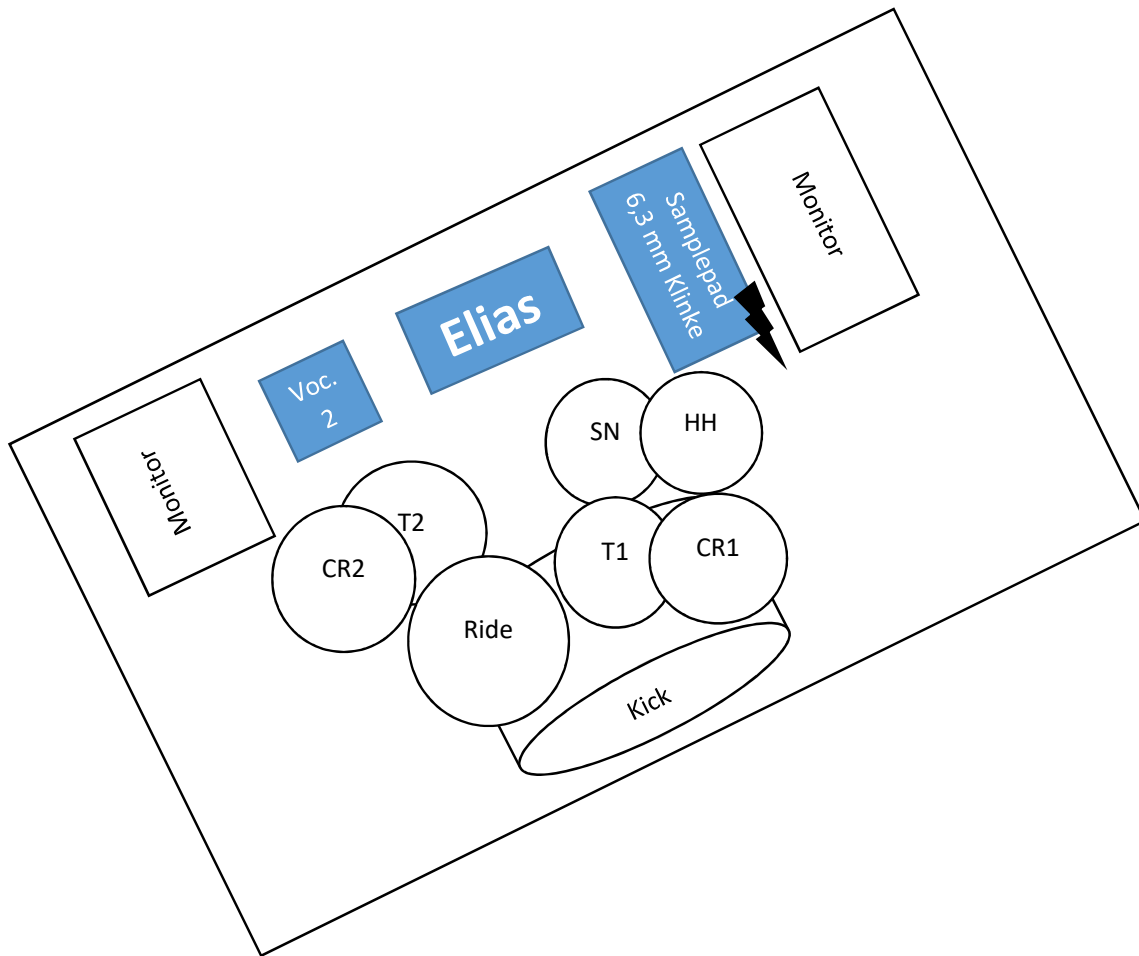 Monitor
Samplepad
6,3 mm Klinke
Elias
Voc.
2
Monitor
SN
HH
T2
CR2
T1
CR1
Ride
Kick